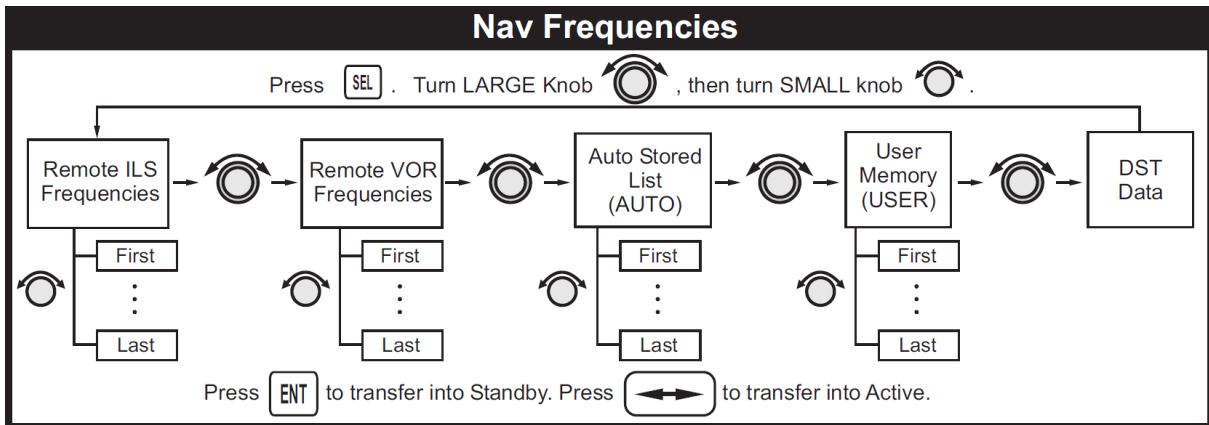 Nav Frequencies
Press SEL . Turn LARGE Knob , then turn SMALL knob .
Remote ILS
Frequencies
Remote VOR
Frequencies
Auto Stored
List
(AUTO)
User
Memory
(USER)
DST
Data
First
Last
First
Last
First
Last
First
Last
Press ENT to transfer into Standby. Press to transfer into Active.